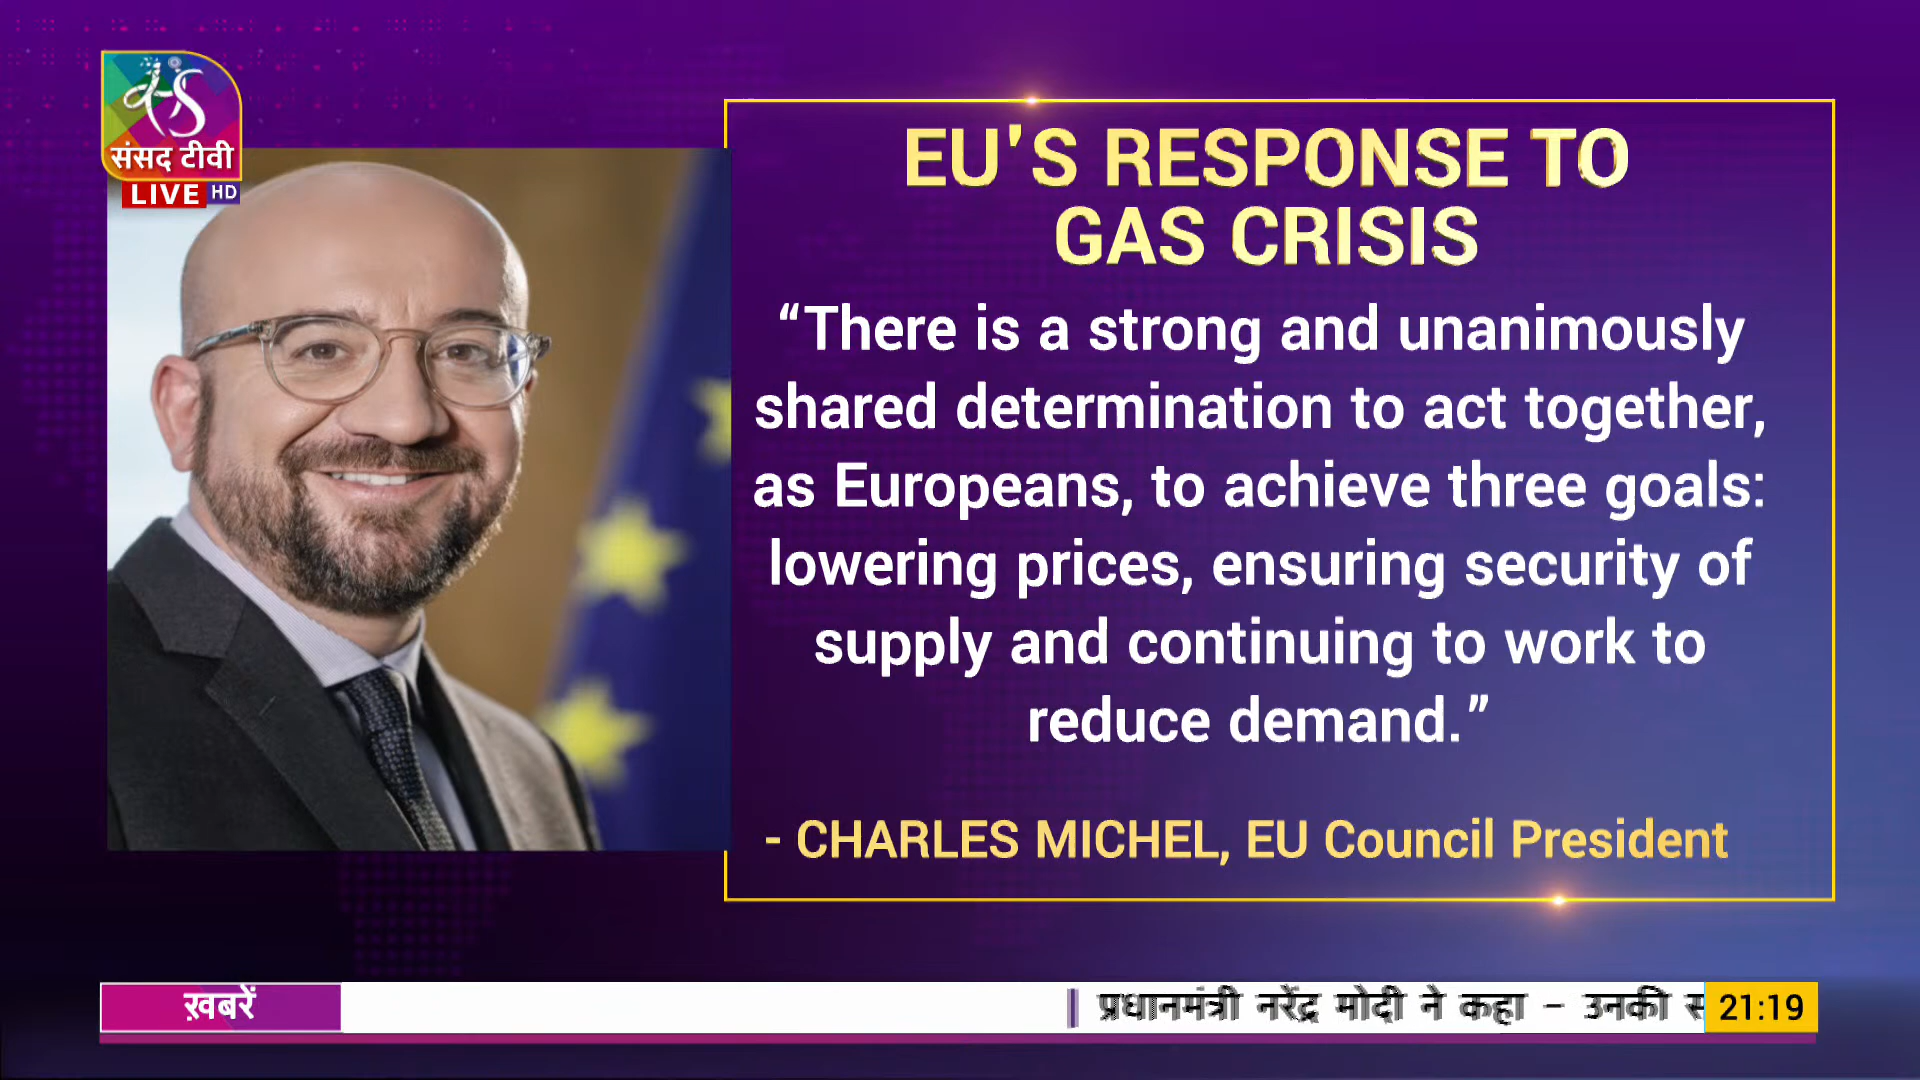 संसद टीवी
LIVE HD
EU'S RESPONSE TO
GAS CRISIS
“There is a strong and unanimously
shared determination to act together,
as Europeans, to achieve three goals:
lowering prices, ensuring security of
supply and continuing to work to
reduce demand.”
- CHARLES MICHEL, EU Council President
ख़बरें
प्रधानमंत्री नरेंद्र मोदी ने कहा – उनकी
21:19